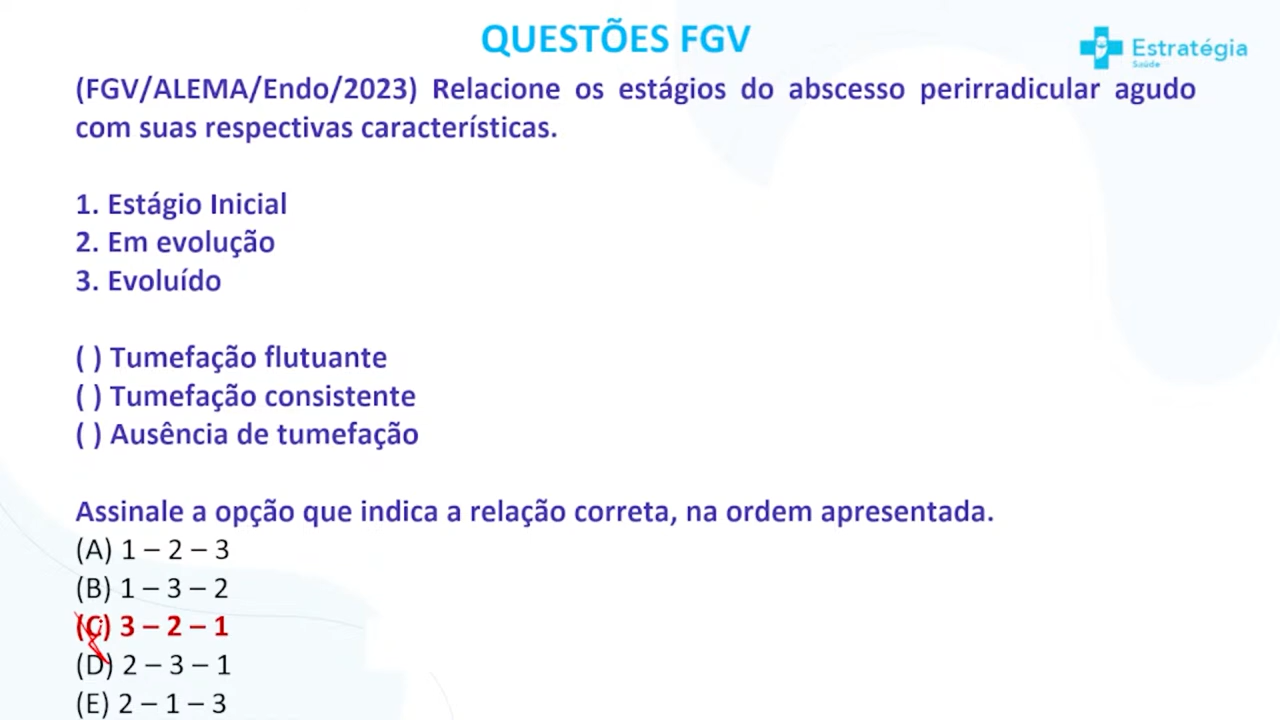 QUESTÕES FGV
Estratégia
Saúde
(FGV/ALEMA/Endo/2023) Relacione os estágios do abscesso perirradicular agudo
com suas respectivas características.
1. Estágio Inicial
2. Em evolução
3. Evoluído
( ) Tumefação flutuante
( ) Tumefação consistente
( ) Ausência de tumefação
Assinale a opção que indica a relação correta, na ordem apresentada.
(A) 1 – 2 – 3
(B) 1 – 3 – 2
(C) 3 – 2 – 1
(D) 2 – 3 – 1
(E) 2 – 1 – 3